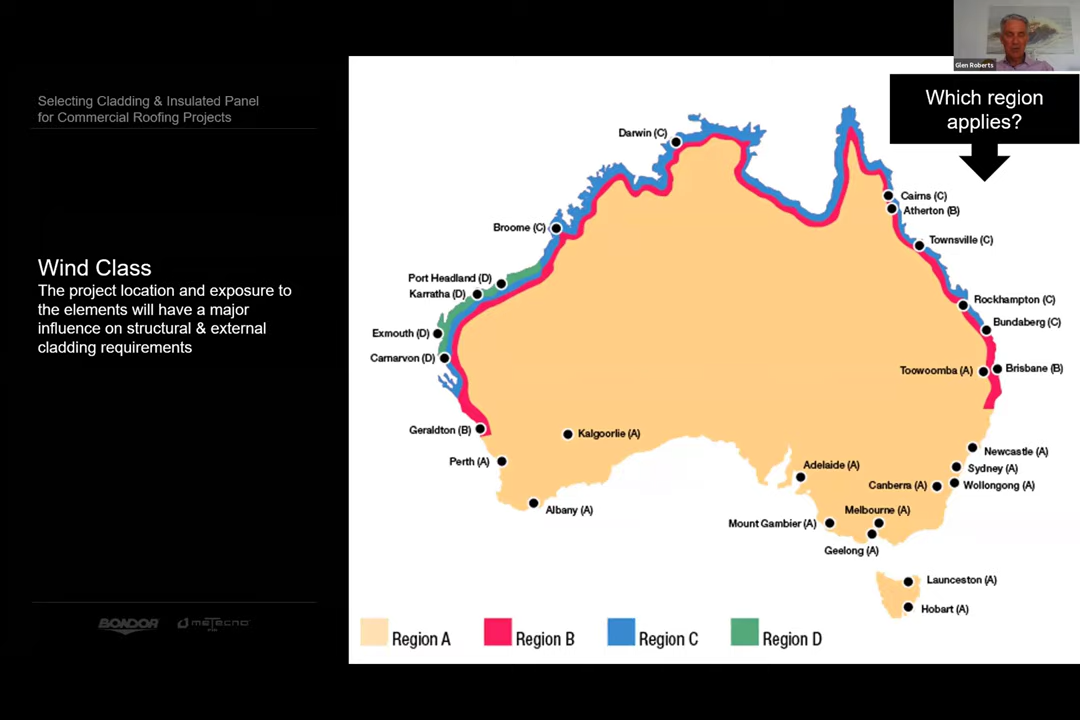 Glen Roberts
Selecting Cladding & Insulated Panel
for Commercial Roofing Projects
Which region
applies?
Wind Class
The project location and exposure to
the elements will have a major
influence on structural & external
cladding requirements
Darwin (C)
Cairns (C)
Atherton (B)
Broome (C)
Townsville (C)
Port Headland (D)
Karratha (D)
Rockhampton (C)
Bundaberg (C)
Exmouth (D)
Carnarvon (D)
Toowoomba (A)
Brisbane (B)
Geraldton (B)
Kalgoorlie (A)
Newcastle (A)
Perth (A)
Adelaide (A)
Sydney (A)
Canberra (A)
Wollongong (A)
Albany (A)
Melbourne (A)
Mount Gambier (A)
Geelong (A)
Launceston (A)
Hobart (A)
BONDOR
metecno
Region A
Region B
Region C
Region D